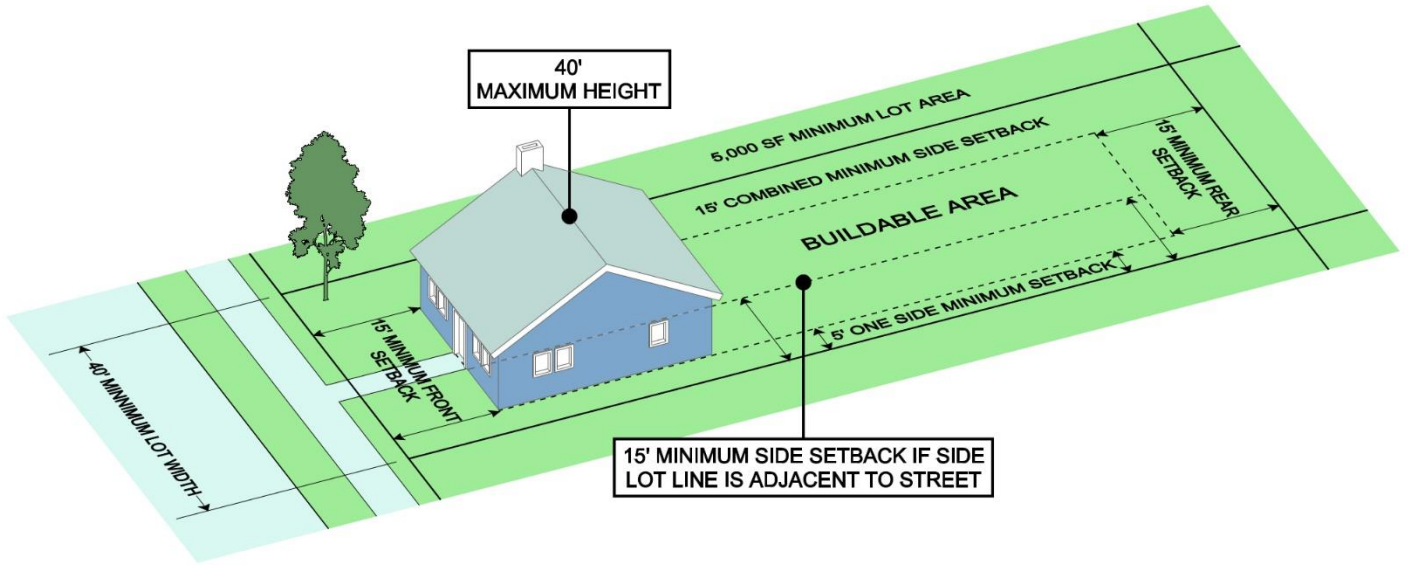 40'
MAXIMUM HEIGHT
5,000 SF MINIMUM LOT AREA
15' COMBINED MINIMUM SIDE SETBACK
15' MINIMUM REAR
SETBACK
BUILDABLE AREA
5' ONE SIDE MINIMUM SETBACK
15' MINIMUM FRONT
SETBACK
40' MINNIMUM LOT WIDTH
15' MINIMUM SIDE SETBACK IF SIDE
LOT LINE IS ADJACENT TO STREET